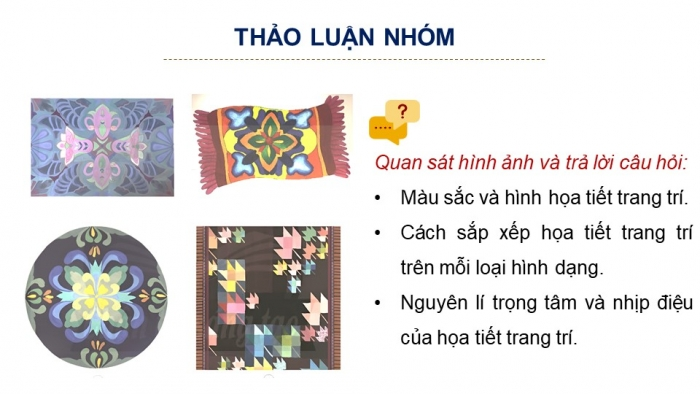 THẢO LUẬN NHÓM
Quan sát hình ảnh và trả lời câu hỏi:
• Màu sắc và hình họa tiết trang trí.
• Cách sắp xếp họa tiết trang trí
trên mỗi loại hình dạng.
• Nguyên lí trọng tâm và nhịp điệu
của họa tiết trang trí.